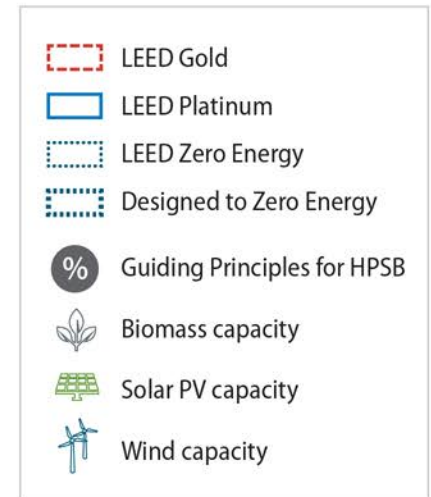 LEED Gold
LEED Platinum
LEED Zero Energy
Designed to Zero Energy
% Guiding Principles for HPSB
Biomass capacity
Solar PV capacity
Wind capacity